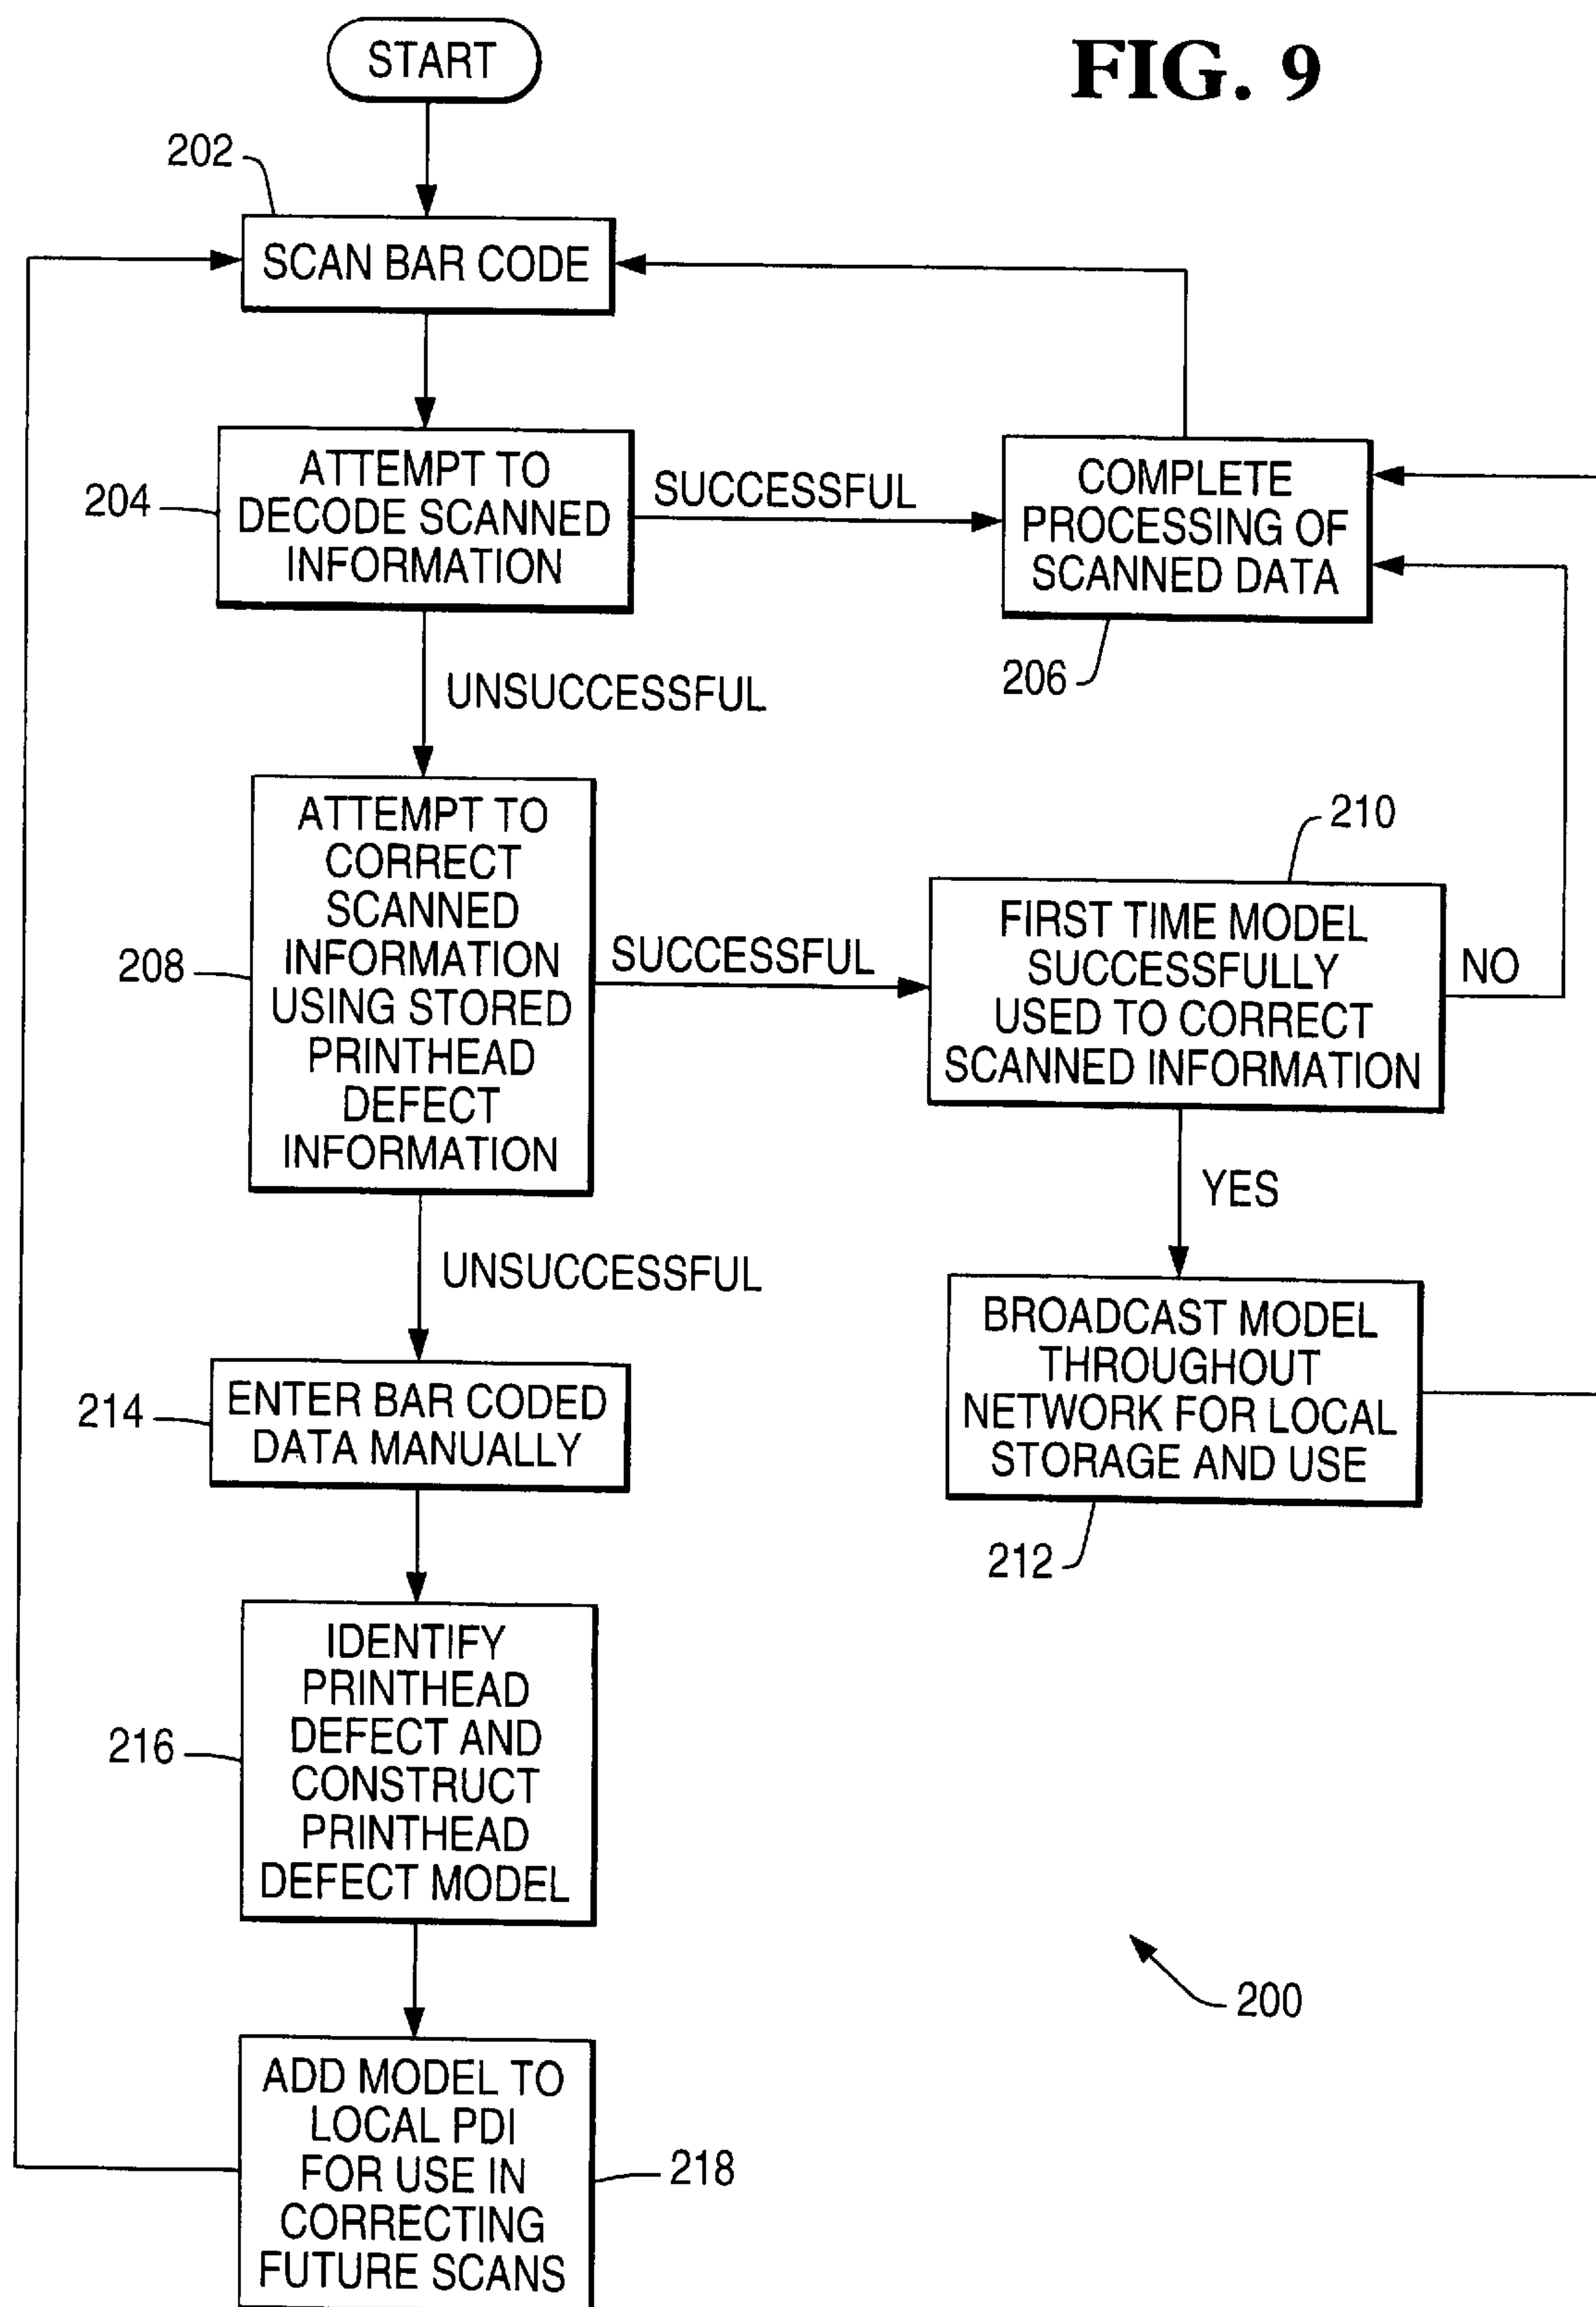 START
FIG. 9
202
SCAN BAR CODE
ATTEMPT TO
DECODE SCANNED
INFORMATION
204
SUCCESSFUL
COMPLETE
PROCESSING OF
SCANNED DATA
206
UNSUCCESSFUL
ATTEMPT TO
CORRECT
SCANNED
INFORMATION
USING STORED
PRINTHEAD
DEFECT
INFORMATION
208
SUCCESSFUL
210
FIRST TIME MODEL
SUCCESSFULLY
USED TO CORRECT
SCANNED INFORMATION
NO
YES
UNSUCCESSFUL
BROADCAST MODEL
THROUGHOUT
NETWORK FOR LOCAL
STORAGE AND USE
212
214
ENTER BAR CODED
DATA MANUALLY
216
IDENTIFY
PRINTHEAD
DEFECT AND
CONSTRUCT
PRINTHEAD
DEFECT MODEL
200
ADD MODEL TO
LOCAL PDI
FOR USE IN
CORRECTING
FUTURE SCANS
218